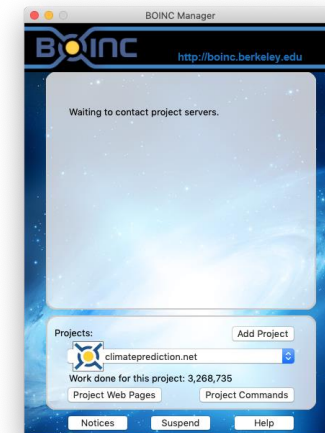 BOINC Manager
BOINC
http://boinc.berkeley.edu
Waiting to contact project servers.
Projects:
Add Project
climateprediction.net
Work done for this project: 3,268,735
Project Web Pages
Project Commands
Notices
Suspend
Help